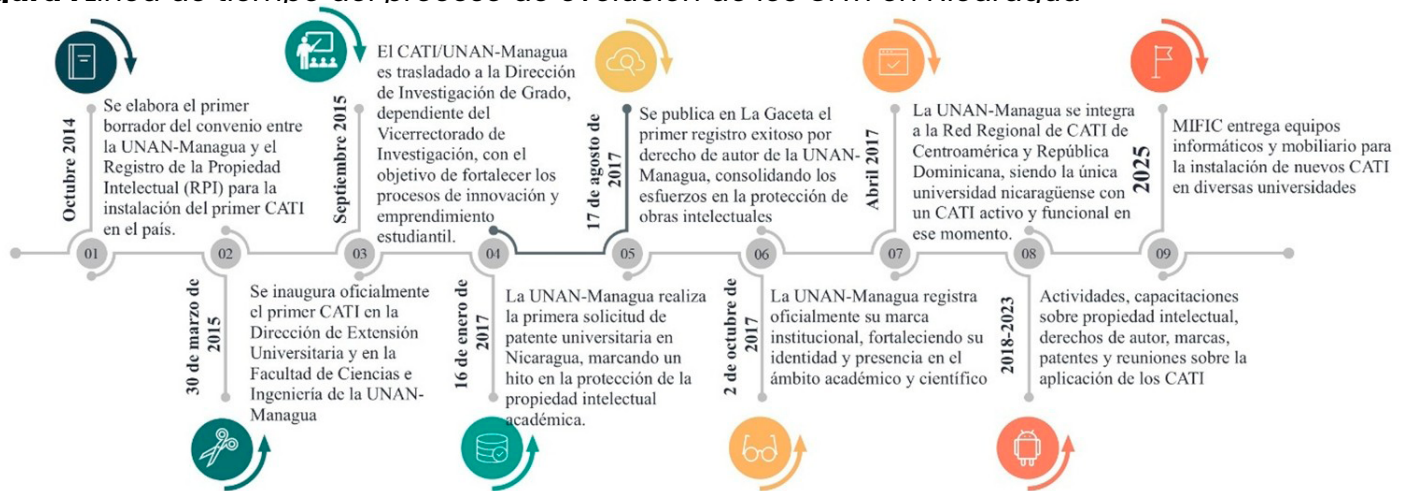 Línea de tiempo del proceso de evolución de los CATI en Nicaragua
Octubre 2014
Se elabora el primer
borrador del convenio entre
la UNAN-Managua y el
Registro de la Propiedad
Intelectual (RPI) para la
instalación del primer CATI
en el país.
01
30 de marzo de
2015
Se inaugura oficialmente
el primer CATI en la
Dirección de Extensión
Universitaria y en la
Facultad de Ciencias e
Ingeniería de la UNAN-
Managua
02
Septiembre 2015
El CATI/UNAN-Managua
es trasladado a la Dirección
de Investigación de Grado,
dependiente del
Vicerrectorado de
Investigación, con el
objetivo de fortalecer los
procesos de innovación y
emprendimiento
estudiantil.
03
16 de enero de
2017
La UNAN-Managua realiza
la primera solicitud de
patente universitaria en
Nicaragua, marcando un
hito en la protección de la
propiedad intelectual
académica.
04
17 de agosto de
2017
Se publica en La Gaceta el
primer registro exitoso por
derecho de autor de la UNAN-
Managua, consolidando los
esfuerzos en la protección de
obras intelectuales
05
2 de octubre de
2017
La UNAN-Managua registra
oficialmente su marca
institucional, fortaleciendo su
identidad y presencia en el
ámbito académico y científico
06
Abril 2017
La UNAN-Managua se integra
a la Red Regional de CATI de
Centroamérica y República
Dominicana, siendo la única
universidad nicaragüense con
un CATI activo y funcional en
ese momento.
07
2018-2023
Actividades, capacitaciones
sobre propiedad intelectual,
derechos de autor, marcas,
patentes y reuniones sobre la
aplicación de los CATI
08
2025
MIFIC entrega equipos
informáticos y mobiliario para
la instalación de nuevos CATI
en diversas universidades
09